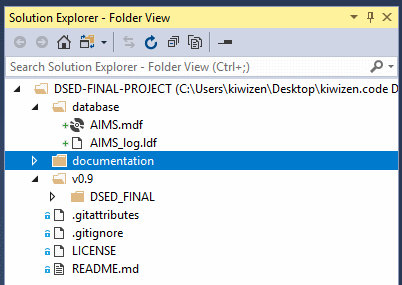 Solution Explorer - Folder View
Search Solution Explorer - Folder View (Ctrl+;)
DSED-FINAL-PROJECT (C:\Users\kiwizen\Desktop\kiwizen.code D
database
AIMS.mdf
AIMS_log.ldf
documentation
v0.9
DSED_FINAL
.gitattributes
.gitignore
LICENSE
README.md